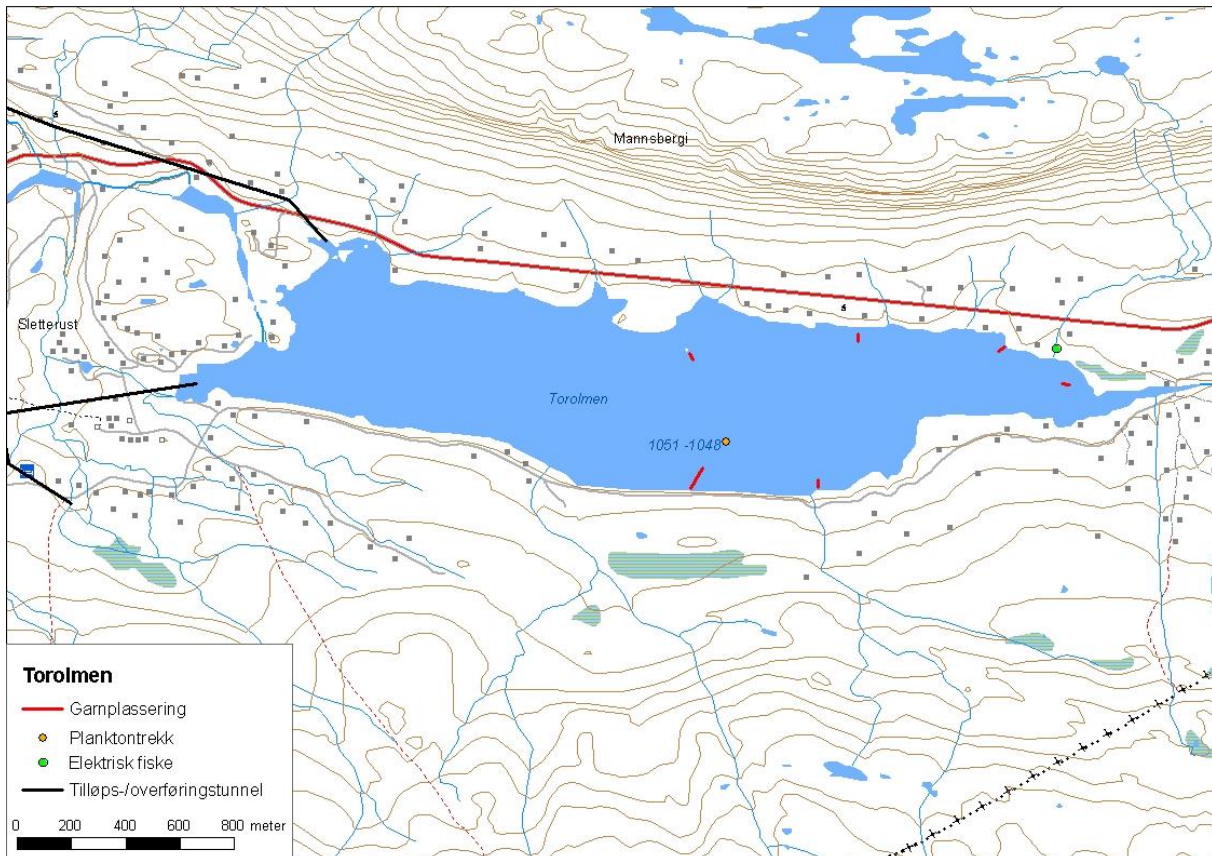 Mannsbergi
Sletterust
Torolmen
1051 -1048
Torolmen
Garnplassering
Planktontrekk
Elektrisk fiske
Tilløps-/overføringstunnel
0 200 400 600 800 meter